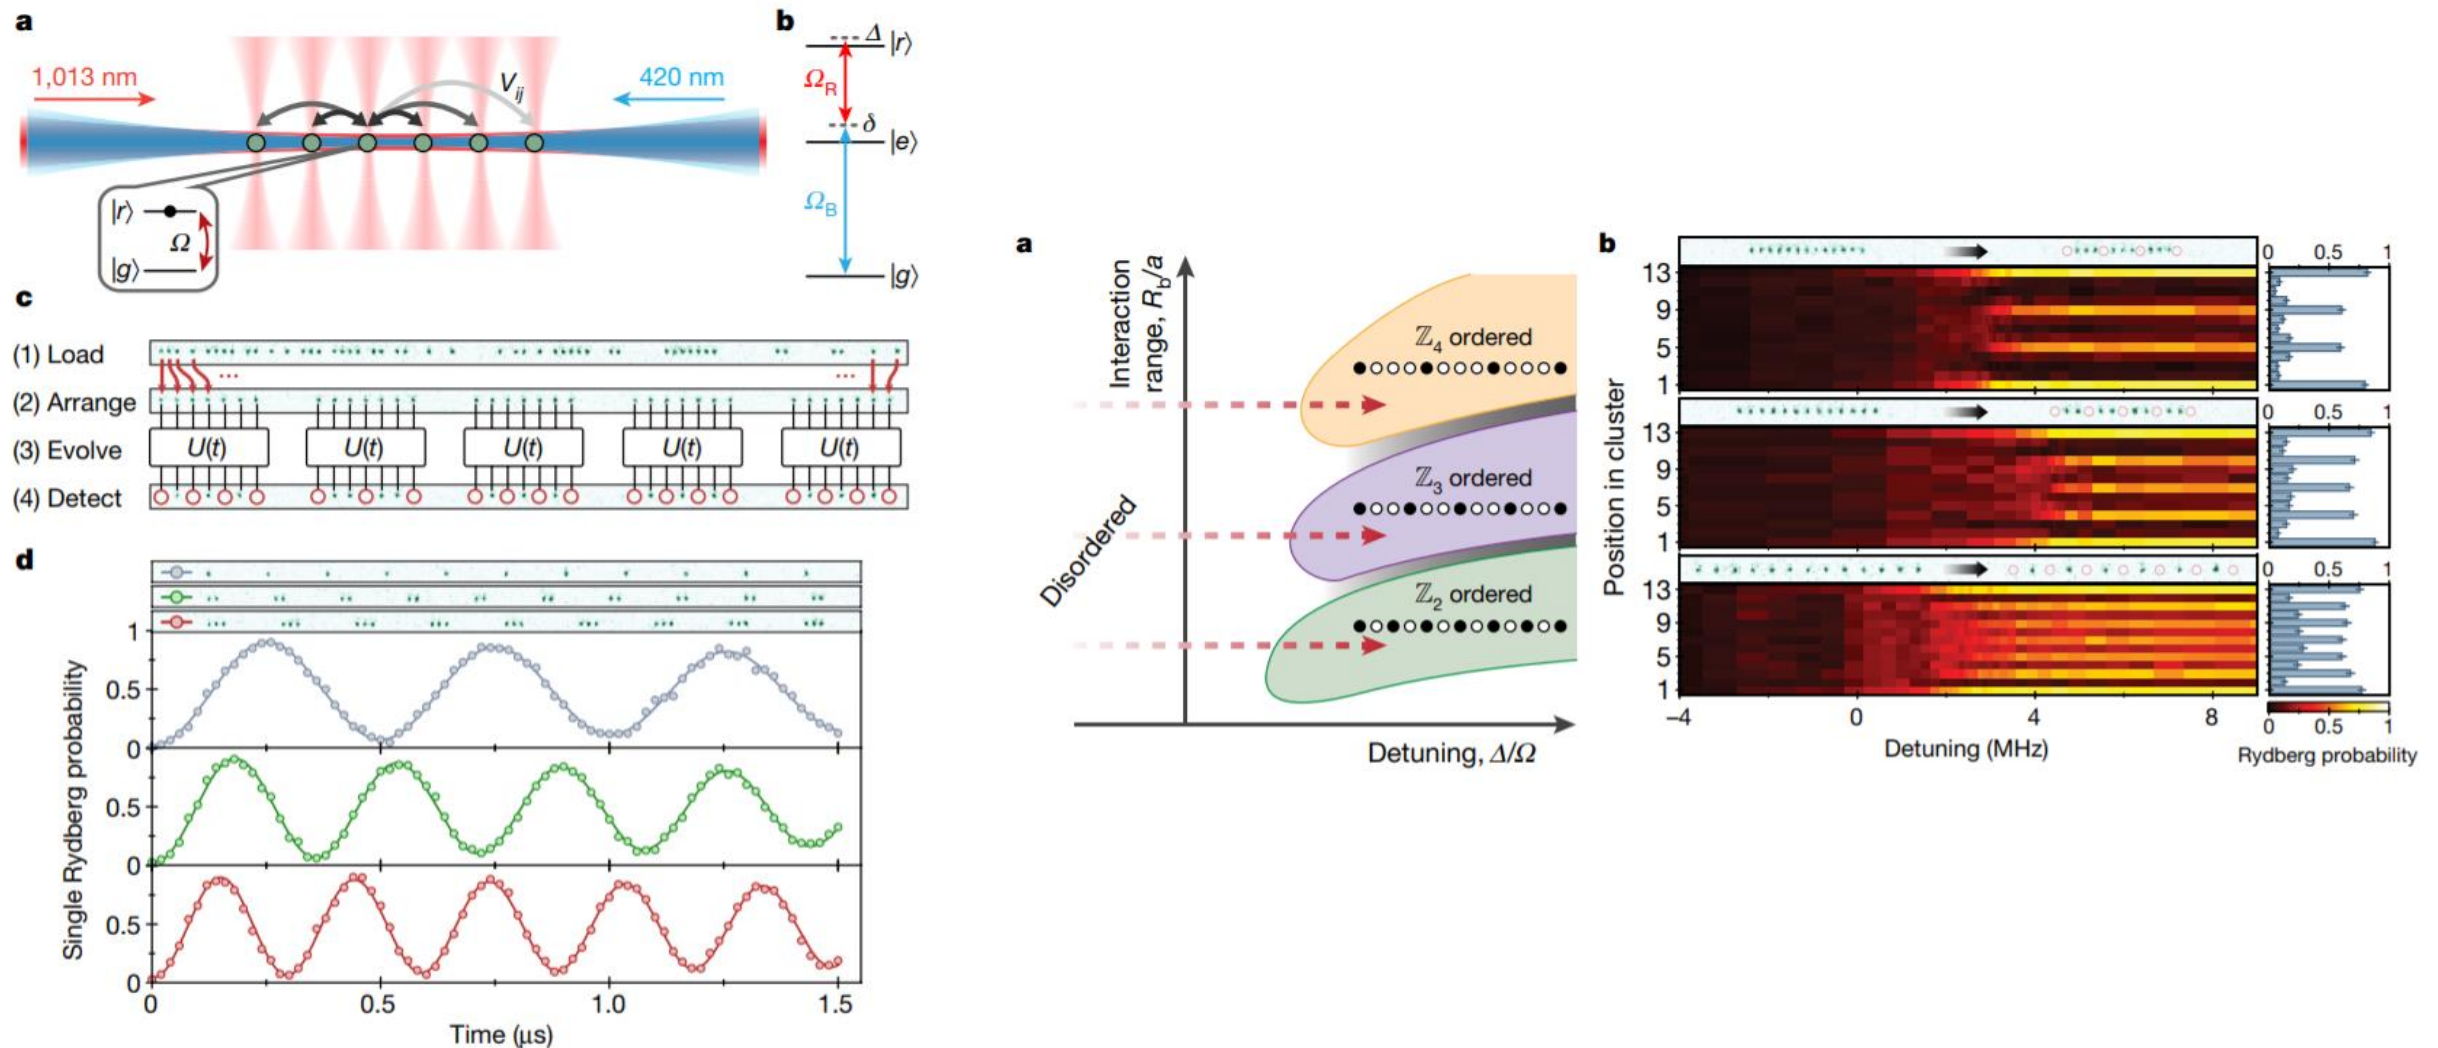 a
1,013 nm
V_ij
420 nm
|r⟩
Ω
|g⟩
b
Δ
|r⟩
Ω_R
δ
|e⟩
Ω_B
|g⟩
c
(1) Load
... ...
(2) Arrange
(3) Evolve
U(t) U(t) U(t) U(t) U(t)
(4) Detect
d
Single Rydberg probability
1
0.5
0
0.5
0
0.5
0
0 0.5 1.0 1.5
Time (μs)
a
Interaction
range, R_b/a
Disordered
ℤ_4 ordered
ℤ_3 ordered
ℤ_2 ordered
Detuning, Δ/Ω
b
Position in cluster
0 0.5 1
13
9
5
1
0 0.5 1
13
9
5
1
0 0.5 1
13
9
5
1
−4 0 4 8
Detuning (MHz)
0 0.5 1
Rydberg probability